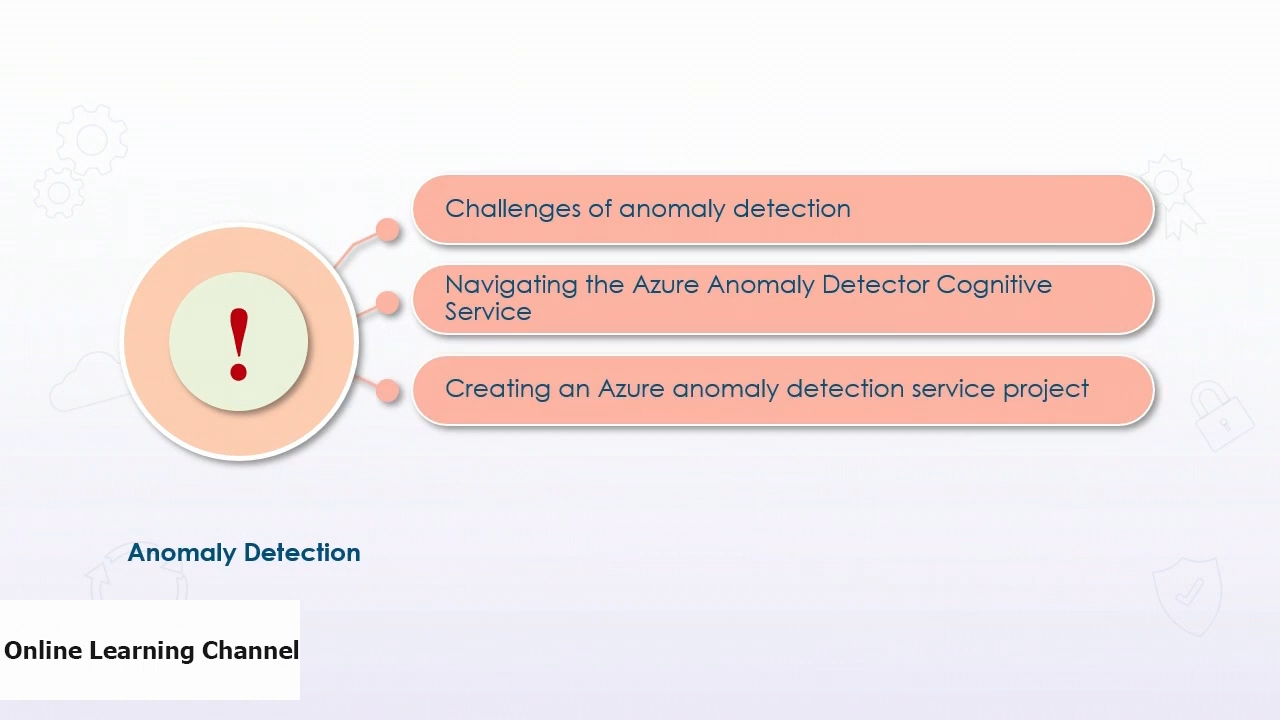 Challenges of anomaly detection
Navigating the Azure Anomaly Detector Cognitive
Service
!
Creating an Azure anomaly detection service project
Anomaly Detection
Online Learning Channel